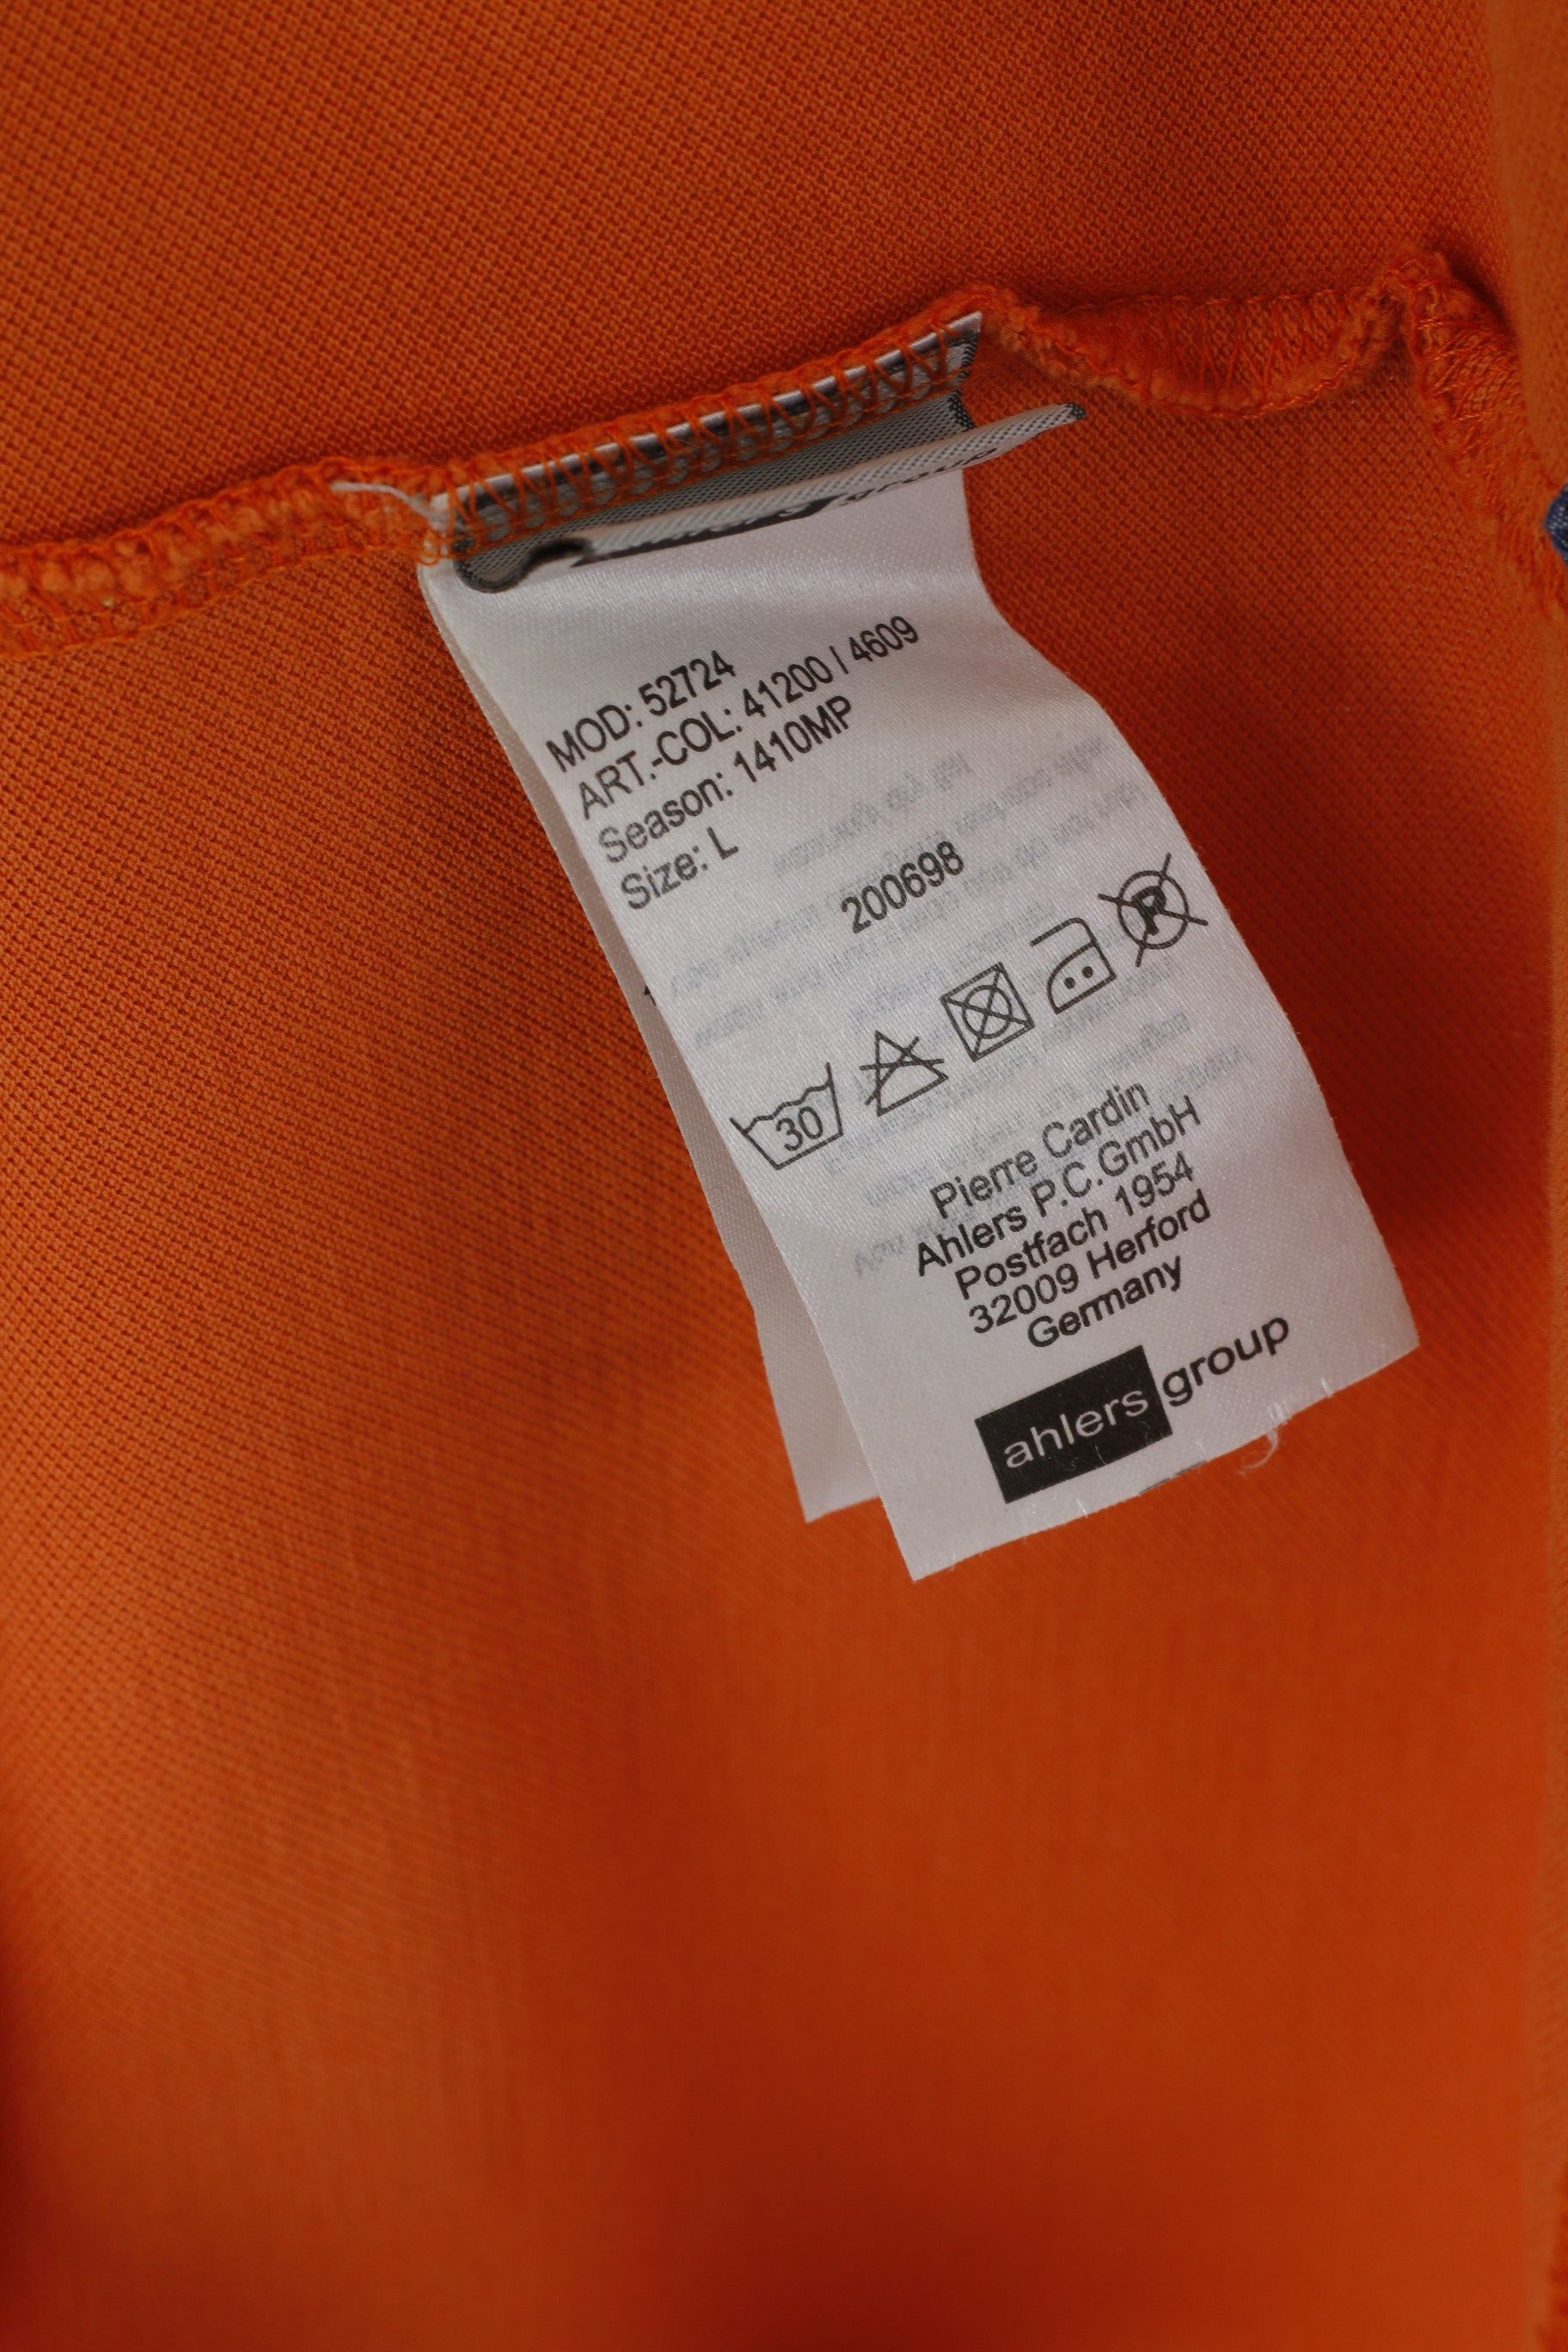 MOD: 52724
ART.-COL: 41200 / 4609
Season: 1410MP
Size: L
200698
30
P
Pierre Cardin
Ahlers P.C.GmbH
Postfach 1954
32009 Herford
Germany
ahlers group